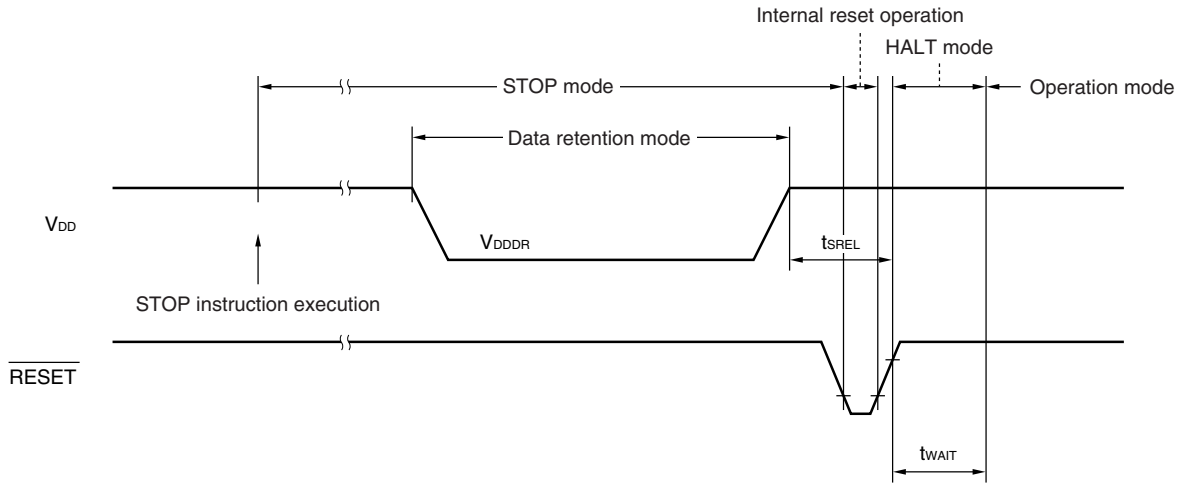 Internal reset operation
HALT mode
STOP mode
Operation mode
Data retention mode
VDD
VDDDR
tSREL
STOP instruction execution
RESET
tWAIT